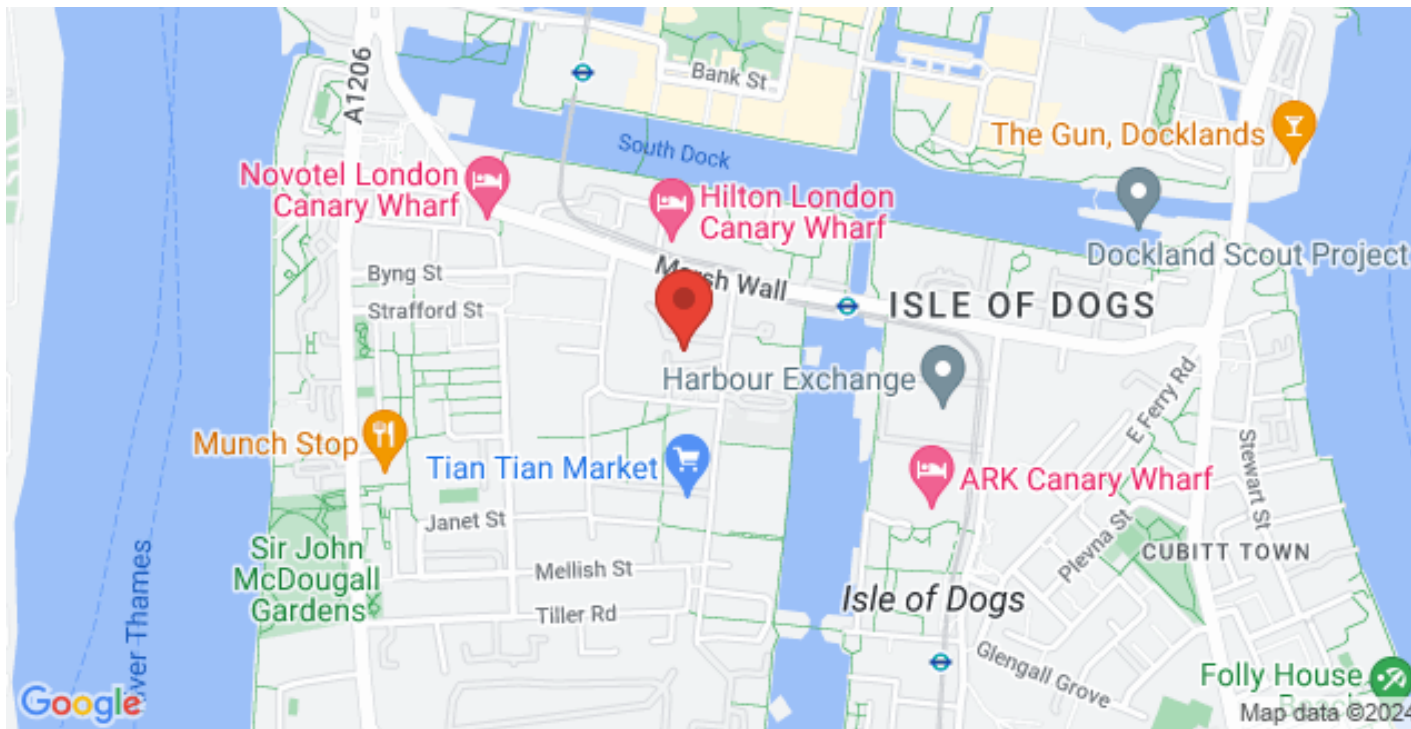 A1206
Bank St
The Gun, Docklands
South Dock
Novotel London
Canary Wharf
Hilton London
Canary Wharf
Dockland Scout Project
Byng St
Marsh Wall
Strafford St
ISLE OF DOGS
Harbour Exchange
E Ferry Rd
Munch Stop
Tian Tian Market
ARK Canary Wharf
Stewart St
Janet St
Plevna St
CUBITT TOWN
Sir John
McDougall
Gardens
Mellish St
Isle of Dogs
Tiller Rd
River Thames
Glengall Grove
Folly House
Google
Map data ©2024